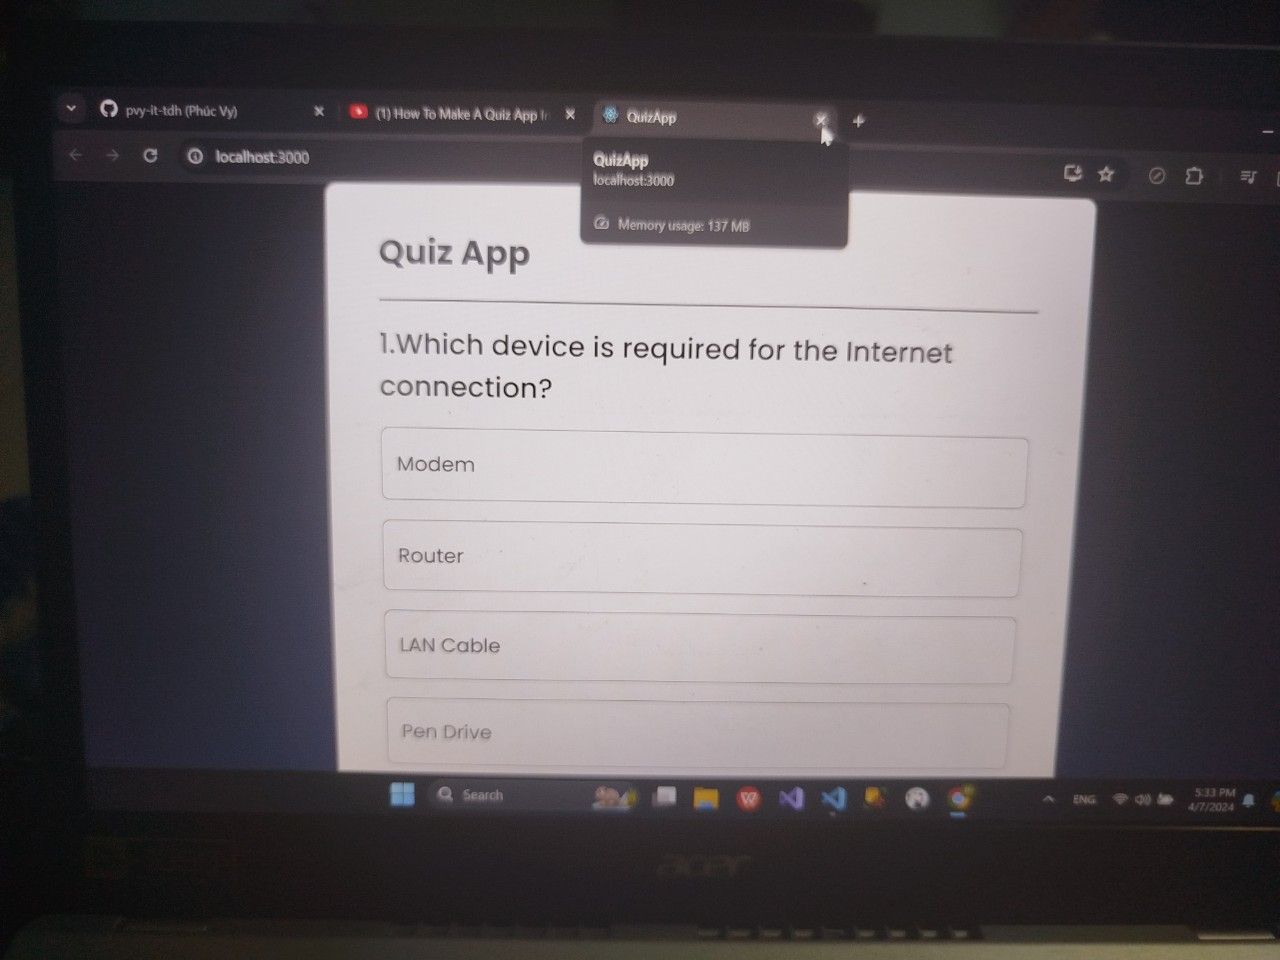 pvy-it-tdh (Phúc Vy)
(1) How To Make A Quiz App In
QuizApp
localhost:3000
QuizApp
localhost:3000
Memory usage: 137 MB
Quiz App
1.Which device is required for the Internet
connection?
Modem
Router
LAN Cable
Pen Drive
Search
ENG
5:33 PM
4/7/2024
acer